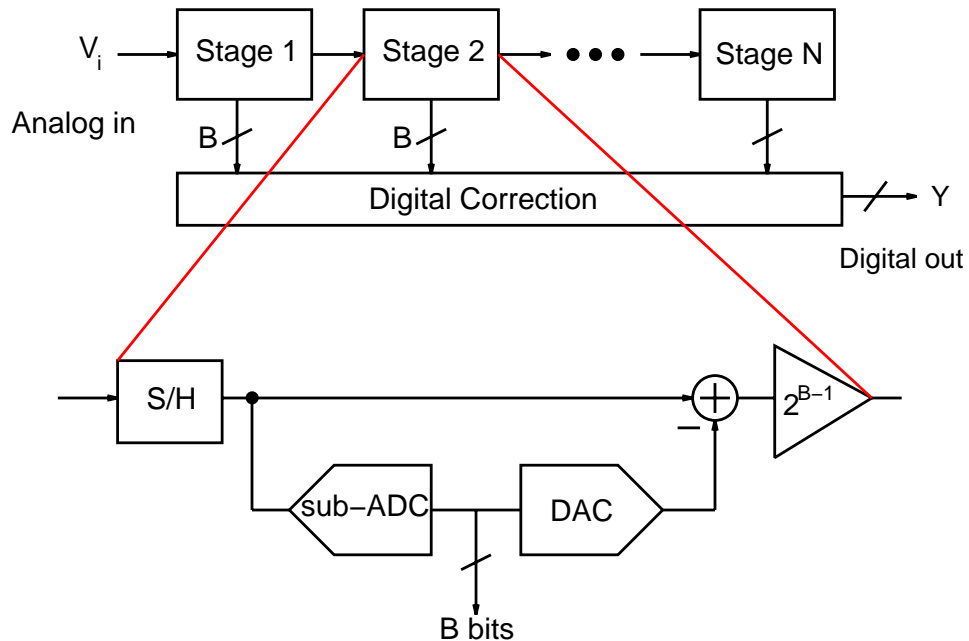 V_i
Stage 1
Stage 2
Stage N
Analog in
B
B
Digital Correction
Y
Digital out
S/H
+
−
2^{B−1}
sub−ADC
DAC
B bits